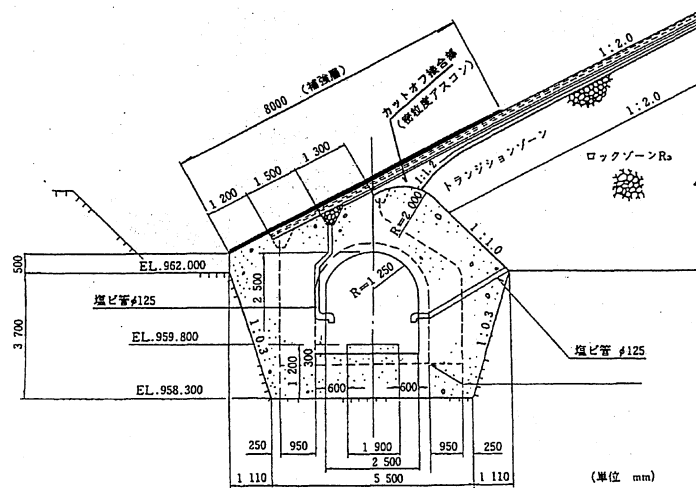 8000 (補強層)
カットオフ接合部
(密粒度アスコン)
1:2.0
1:2.0
トランジションゾーン
ロックゾーンR₃
1 300
1 500
1 200
1:1.2
R=2 000
1:1.0
500
EL.962.000
2 500
R=1 250
塩ビ管φ125
3 700
1:0.3
1:0.3
EL.959.800
塩ビ管 φ125
1 200
300
600
600
EL.958.300
250
950
1 900
950
250
2 500
1 110
5 500
1 110
(単位 mm)